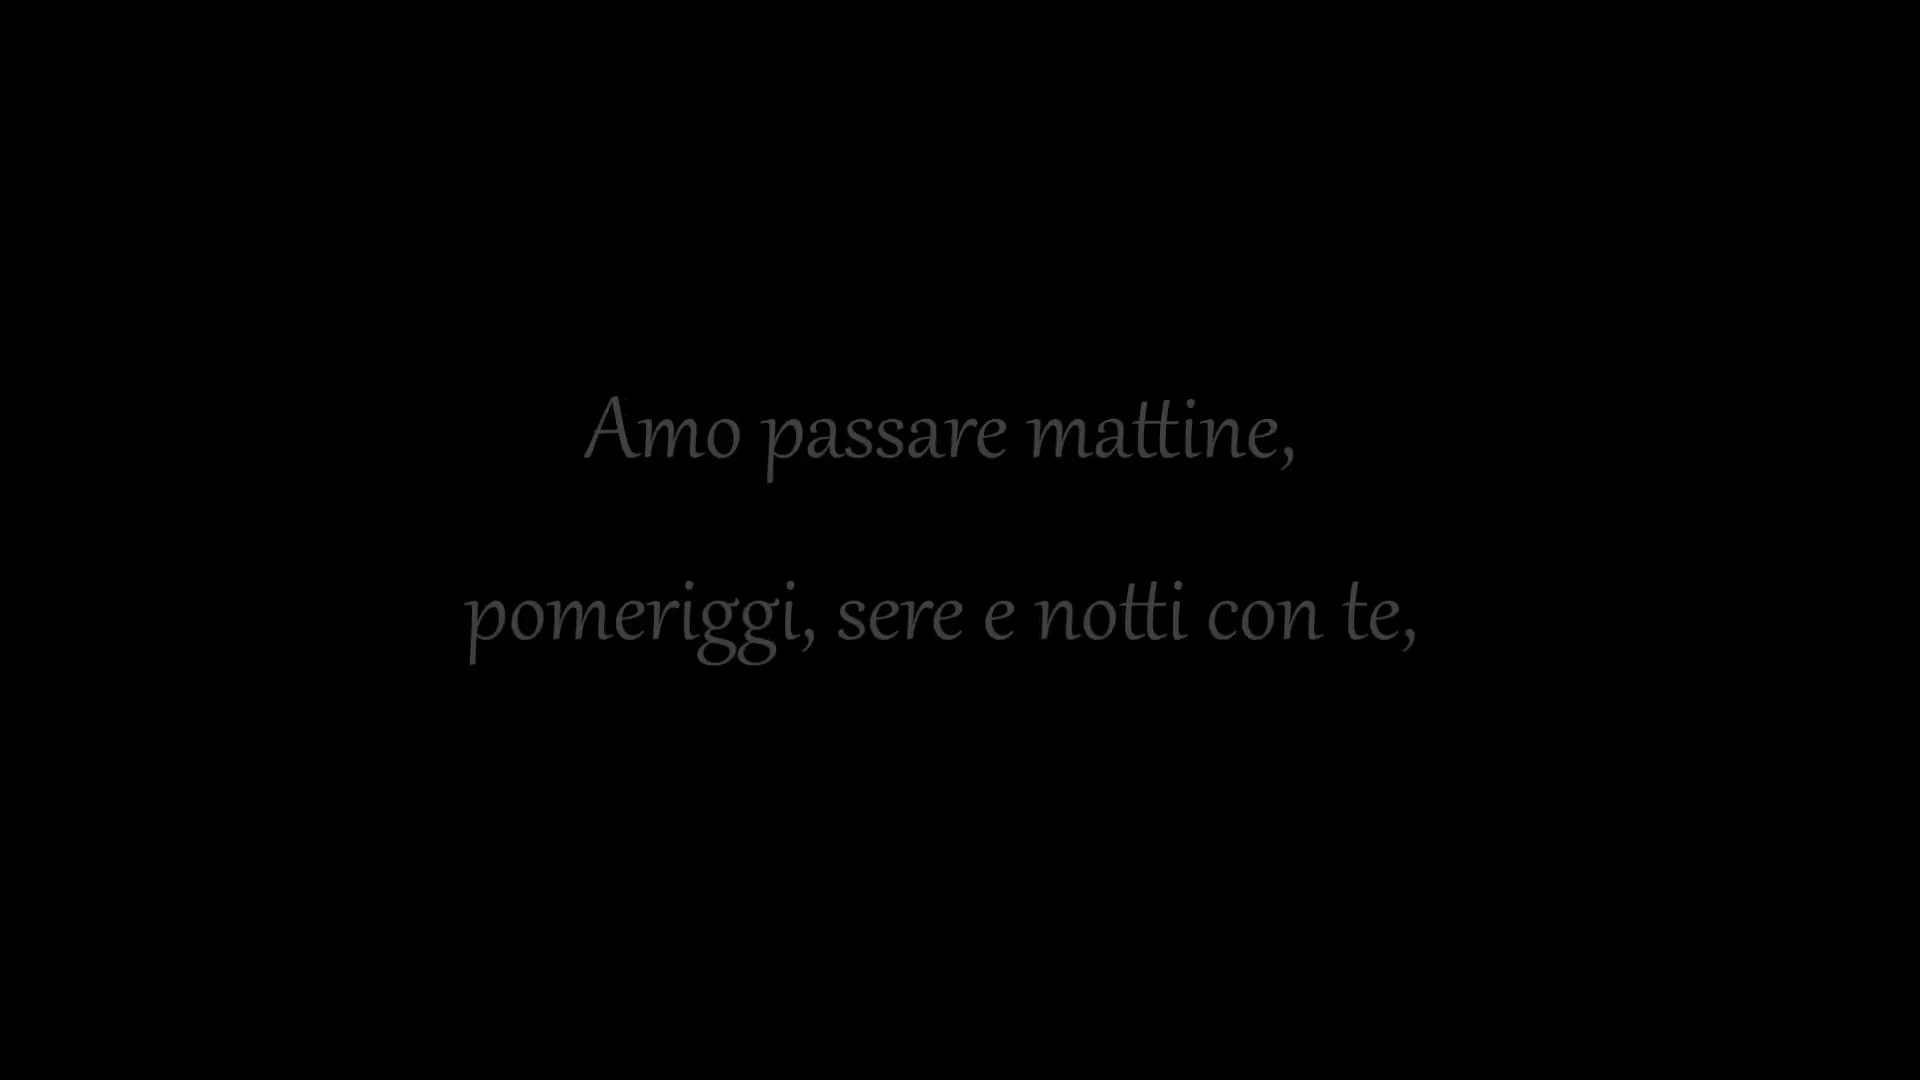 Amo passare mattine,
pomeriggi, sere e notti con te,